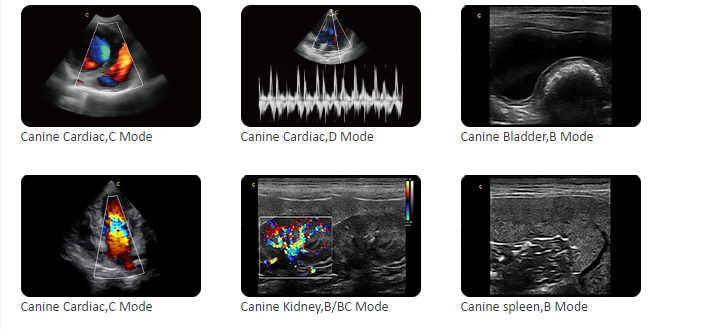 Canine Cardiac,C Mode
Canine Cardiac,D Mode
Canine Bladder,B Mode
Canine Cardiac,C Mode
Canine Kidney,B/BC Mode
Canine spleen,B Mode